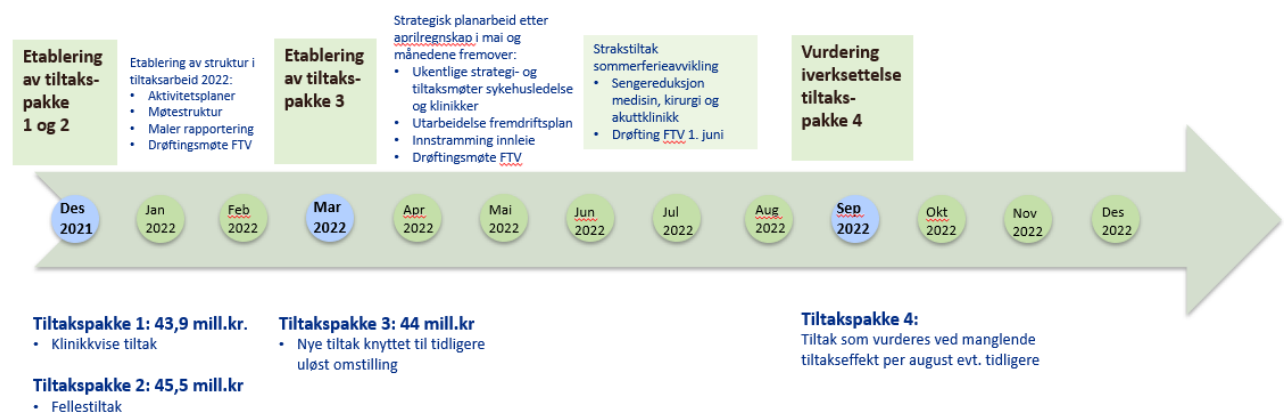 Etablering
av tiltaks-
pakke
1 og 2
Etablering av struktur i
tiltaksarbeid 2022:
• Aktivitetsplaner
• Møtestruktur
• Maler rapportering
• Drøftingsmøte FTV
Etablering
av tiltaks-
pakke 3
Strategisk planarbeid etter
aprilregnskap i mai og
månedene fremover:
• Ukentlige strategi- og
tiltaksmøter sykehusledelse
og klinikker
• Utarbeidelse fremdriftsplan
• Innstramming innleie
• Drøftingsmøte FTV
Strakstiltak
sommerferieavvikling
• Sengereduksjon
medisin, kirurgi og
akuttklinikk
• Drøfting FTV 1. juni
Vurdering
iverksettelse
tiltaks-
pakke 4
Des
2021
Jan
2022
Feb
2022
Mar
2022
Apr
2022
Mai
2022
Jun
2022
Jul
2022
Aug
2022
Sep
2022
Okt
2022
Nov
2022
Des
2022
Tiltakspakke 1: 43,9 mill.kr.
• Klinikkvise tiltak
Tiltakspakke 2: 45,5 mill.kr
• Fellestiltak
Tiltakspakke 3: 44 mill.kr
• Nye tiltak knyttet til tidligere
uløst omstilling
Tiltakspakke 4:
Tiltak som vurderes ved manglende
tiltakseffekt per august evt. tidligere